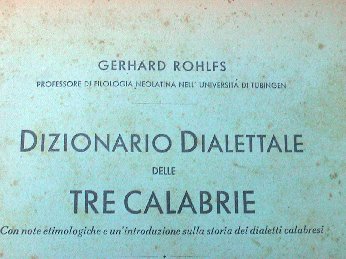 GERHARD ROHLFS
PROFESSORE DI FILOLOGIA NEOLATINA NELL' UNIVERSITÀ DI TUBINGEN
DIZIONARIO DIALETTALE
DELLE
TRE CALABRIE
Con note etimologiche e un'introduzione sulla storia dei dialetti calabresi